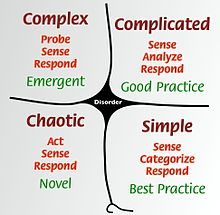 Complex
Probe
Sense
Respond
Emergent
Complicated
Sense
Analyze
Respond
Good Practice
Disorder
Chaotic
Act
Sense
Respond
Novel
Simple
Sense
Categorize
Respond
Best Practice